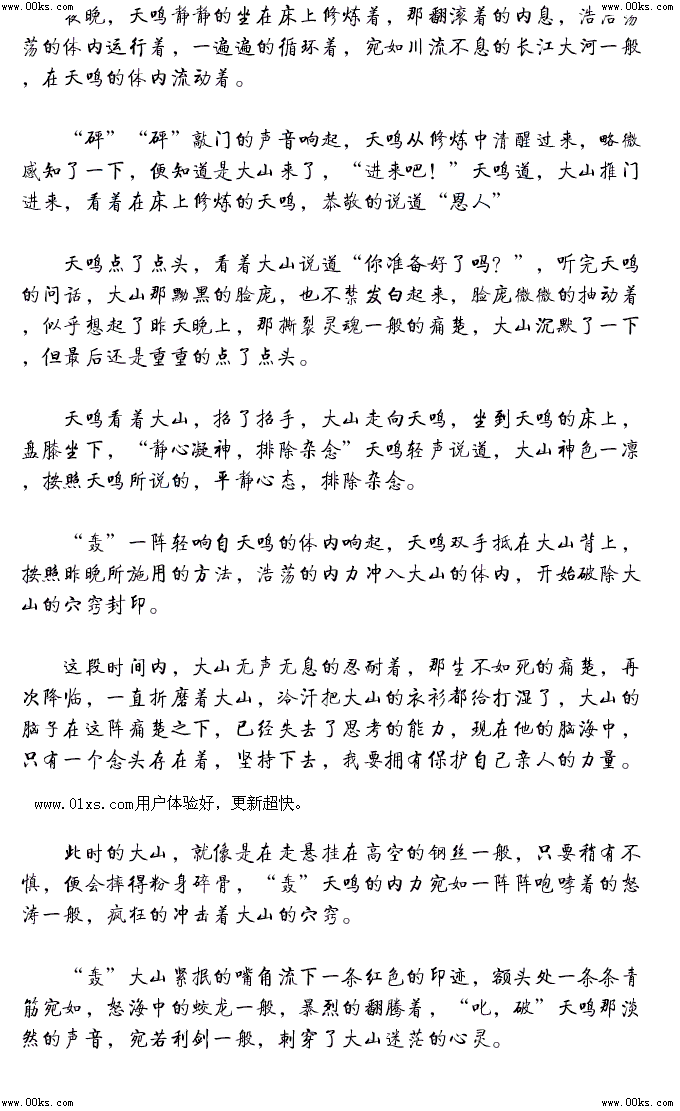 www.00ks.com www.00ks.com
夜晚，天鸣静静的坐在床上修炼着，那翻滚着的内息，浩浩荡
荡的体内运行着，一遍遍的循环着，宛如川流不息的长江大河一般
，在天鸣的体内流动着。
“砰”“砰”敲门的声音响起，天鸣从修炼中清醒过来，略微
感知了一下，便知道是大山来了，“进来吧！”天鸣道，大山推门
进来，看着在床上修炼的天鸣，恭敬的说道“恩人”
天鸣点了点头，看着大山说道“你准备好了吗？”，听完天鸣
的问话，大山那黝黑的脸庞，也不禁发白起来，脸庞微微的抽动着
，似乎想起了昨天晚上，那撕裂灵魂一般的痛楚，大山沉默了一下
，但最后还是重重的点了点头。
天鸣看着大山，招了招手，大山走向天鸣，坐到天鸣的床上，
盘膝坐下，“静心凝神，排除杂念”天鸣轻声说道，大山神色一凛
，按照天鸣所说的，平静心态，排除杂念。
“轰”一阵轻响自天鸣的体内响起，天鸣双手抵在大山背上，
按照昨晚所施用的方法，浩荡的内力冲入大山的体内，开始破除大
山的穴窍封印。
这段时间内，大山无声无息的忍耐着，那生不如死的痛楚，再
次降临，一直折磨着大山，冷汗把大山的衣衫都给打湿了，大山的
脑子在这阵痛楚之下，已经失去了思考的能力，现在他的脑海中，
只有一个念头存在着，坚持下去，我要拥有保护自己亲人的力量。
www.01xs.com用户体验好，更新超快。
此时的大山，就像是在走悬挂在高空的钢丝一般，只要稍有不
慎，便会摔得粉身碎骨，“轰”天鸣的内力宛如一阵阵咆哮着的怒
涛一般，疯狂的冲击着大山的穴窍。
“轰”大山紧抿的嘴角流下一条红色的印迹，额头处一条条青
筋宛如，怒海中的蛟龙一般，暴烈的翻腾着，“叱，破”天鸣那淡
然的声音，宛若利剑一般，刺穿了大山迷茫的心灵。
www.00ks.com www.00ks.com